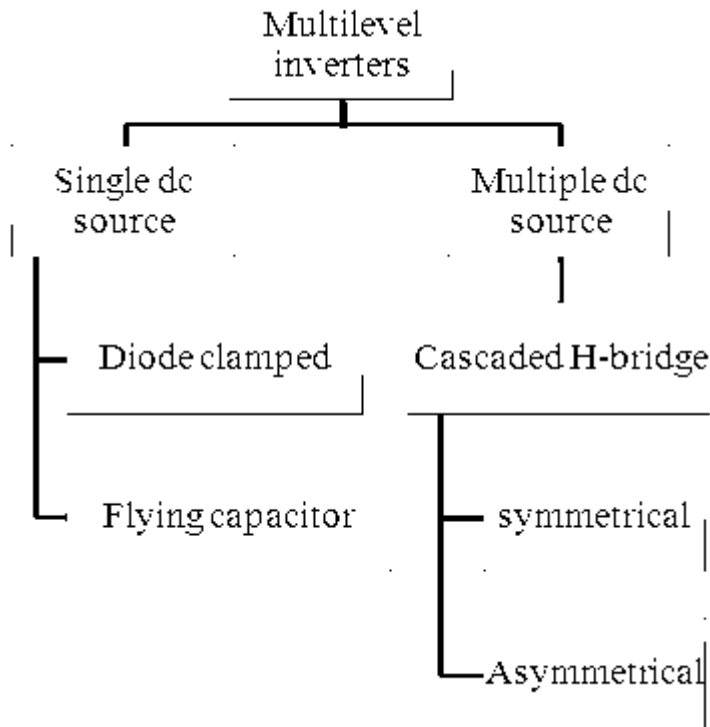 Multilevel
inverters
Single dc
source
Multiple dc
source
Diode clamped
Cascaded H-bridge
Flying capacitor
symmetrical
Asymmetrical